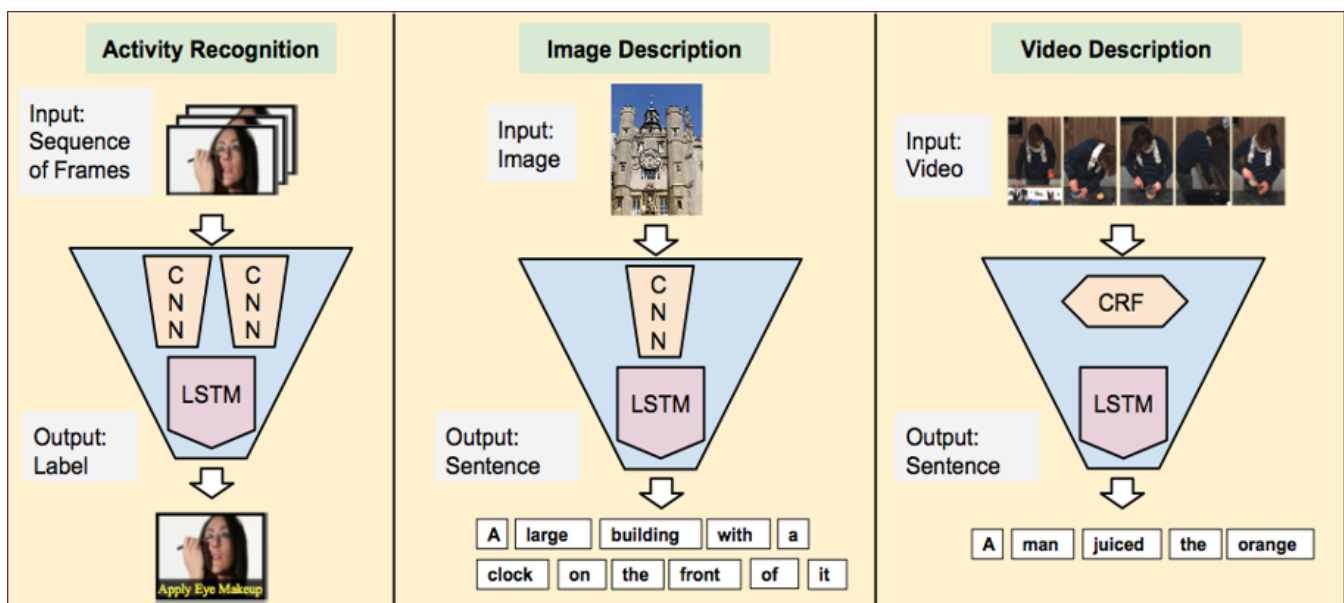 Activity Recognition
Input:
Sequence
of Frames
C
N
N
C
N
N
LSTM
Output:
Label
Apply Eye Makeup
Image Description
Input:
Image
C
N
N
LSTM
Output:
Sentence
A large building with a
clock on the front of it
Video Description
Input:
Video
CRF
LSTM
Output:
Sentence
A man juiced the orange